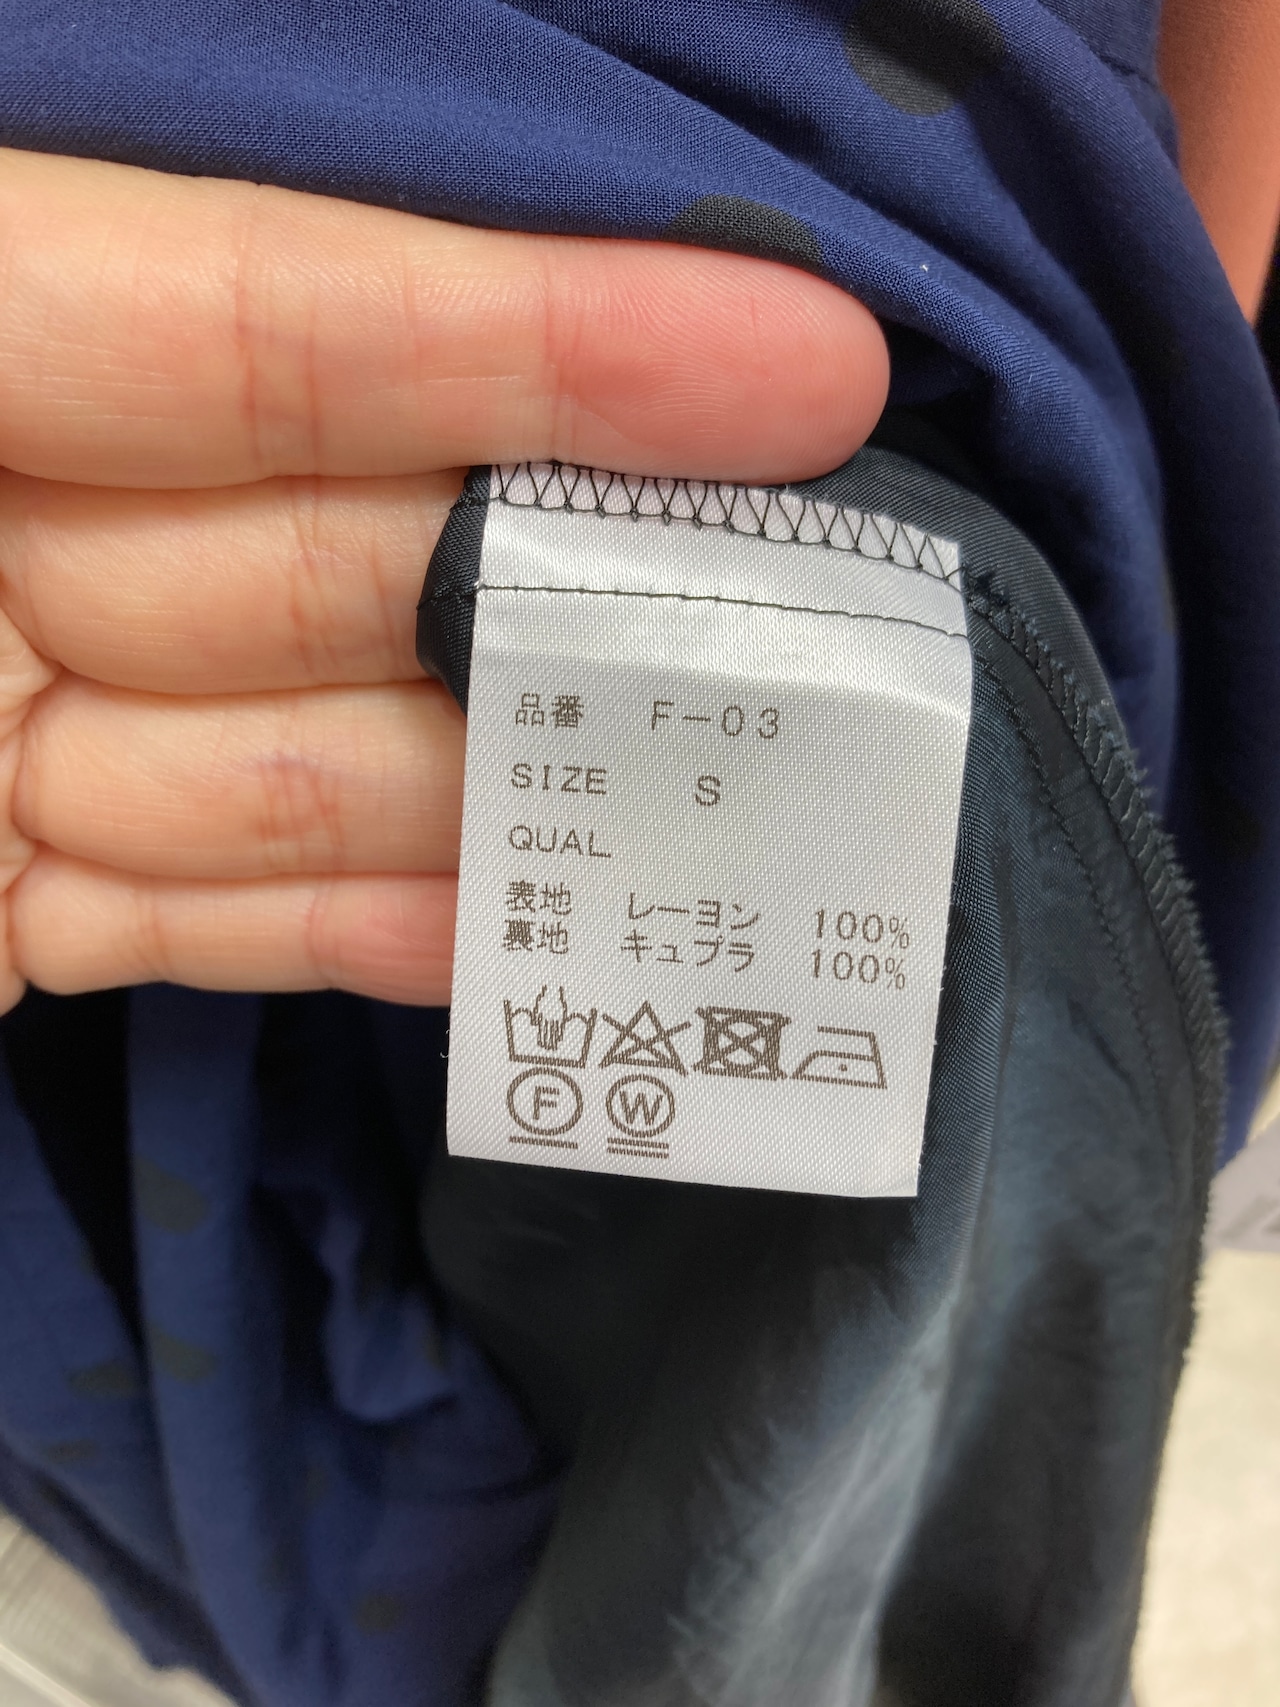 品番 F-03
SIZE S
QUAL
表地 レーヨン 100%
裏地 キュプラ 100%
F W